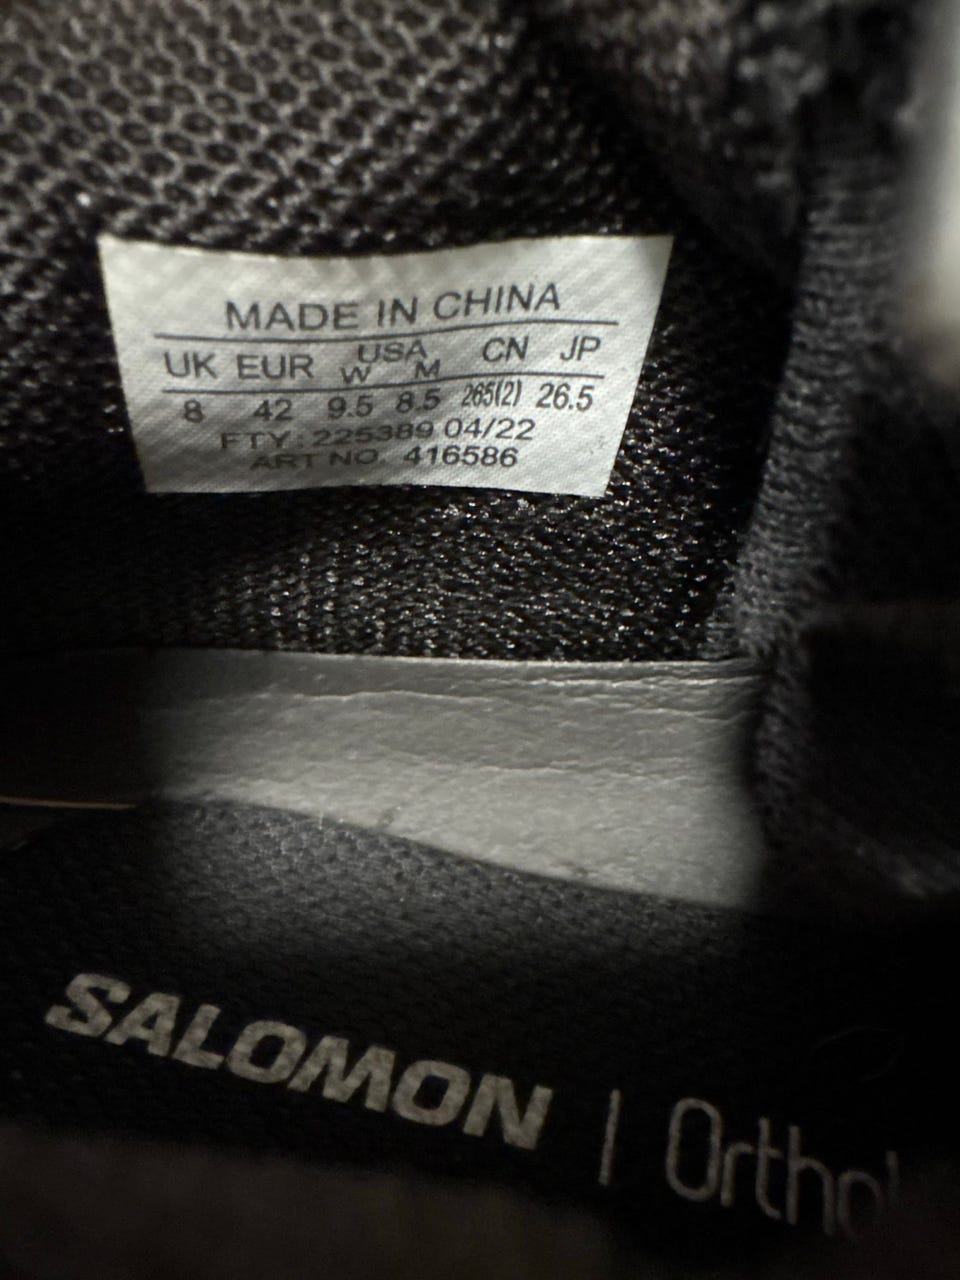 MADE IN CHINA
UK EUR USA CN JP
W M
8 42 9.5 8.5 265(2) 26.5
FTY: 225389 04/22
ART NO. 416586
SALOMON | Ortho